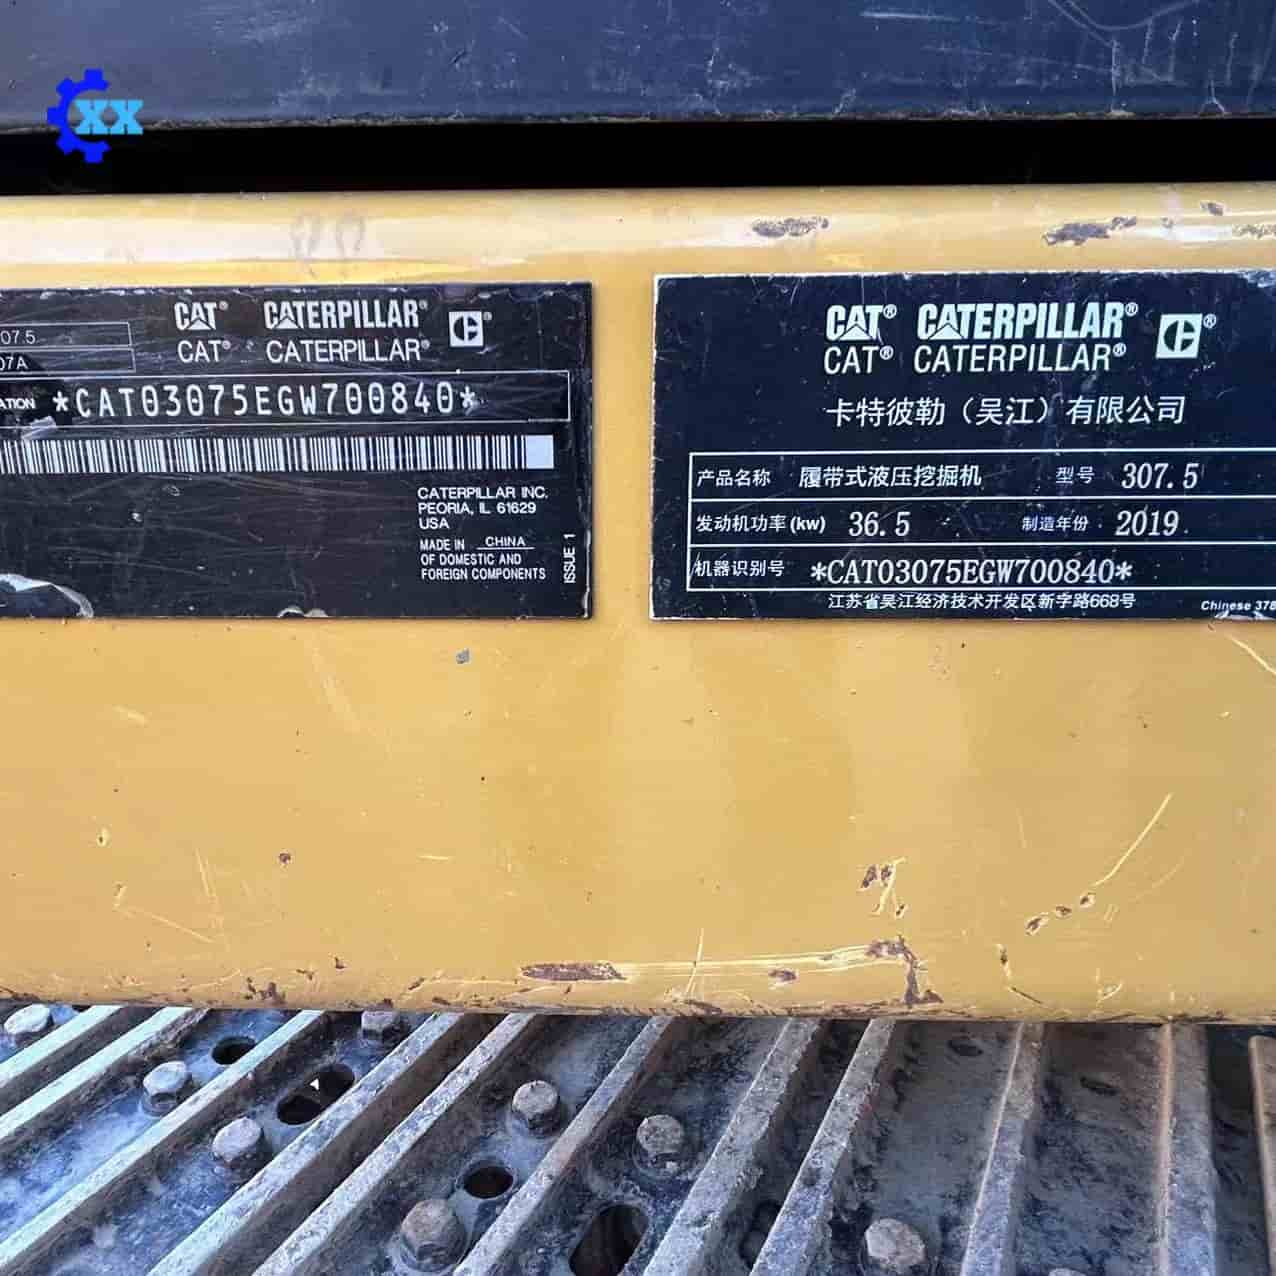 XX
07.5
07A
CAT® CATERPILLAR®
CAT® CATERPILLAR®
ATION *CAT03075EGW700840*
CATERPILLAR INC.
PEORIA, IL 61629
USA
MADE IN CHINA
OF DOMESTIC AND
FOREIGN COMPONENTS
ISSUE 1
CAT® CATERPILLAR®
CAT® CATERPILLAR®
卡特彼勒（吴江）有限公司
产品名称 履带式液压挖掘机 型号 307.5
发动机功率(kw) 36.5 制造年份 2019
机器识别号 *CAT03075EGW700840*
江苏省吴江经济技术开发区新字路668号
Chinese 378